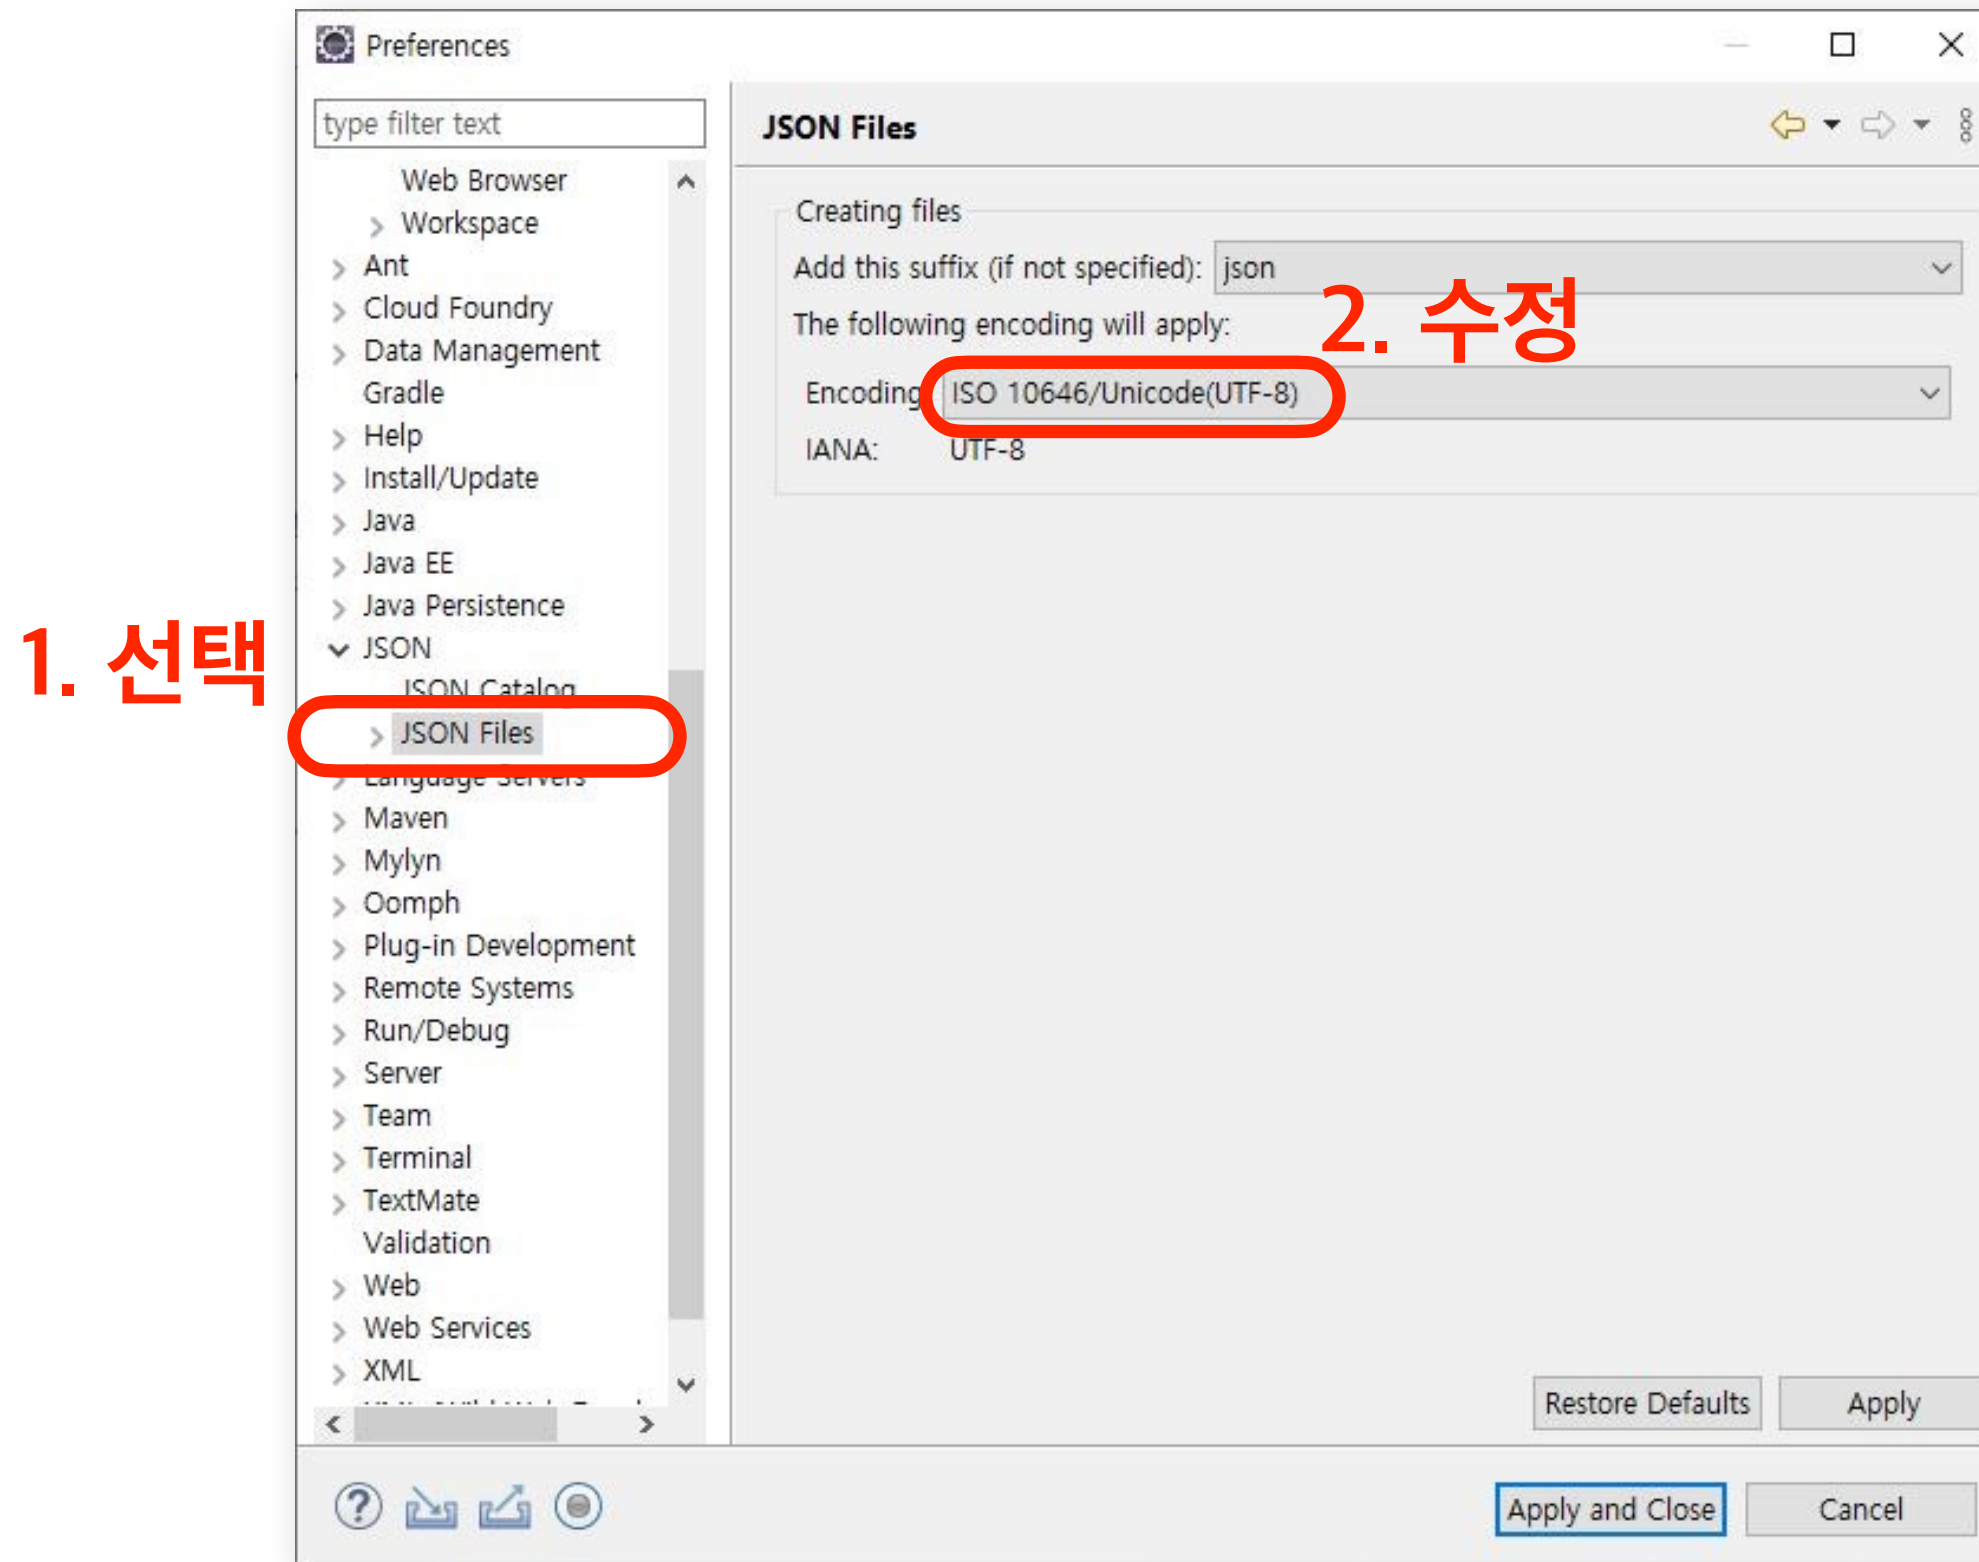 Preferences
type filter text
Web Browser
Workspace
Ant
Cloud Foundry
Data Management
Gradle
Help
Install/Update
Java
Java EE
Java Persistence
JSON
JSON Catalog
JSON Files
Language Servers
Maven
Mylyn
Oomph
Plug-in Development
Remote Systems
Run/Debug
Server
Team
Terminal
TextMate
Validation
Web
Web Services
XML
1. 선택
JSON Files
Creating files
Add this suffix (if not specified): json
The following encoding will apply:
2. 수정
Encoding ISO 10646/Unicode(UTF-8)
IANA: UTF-8
Restore Defaults
Apply
Apply and Close
Cancel